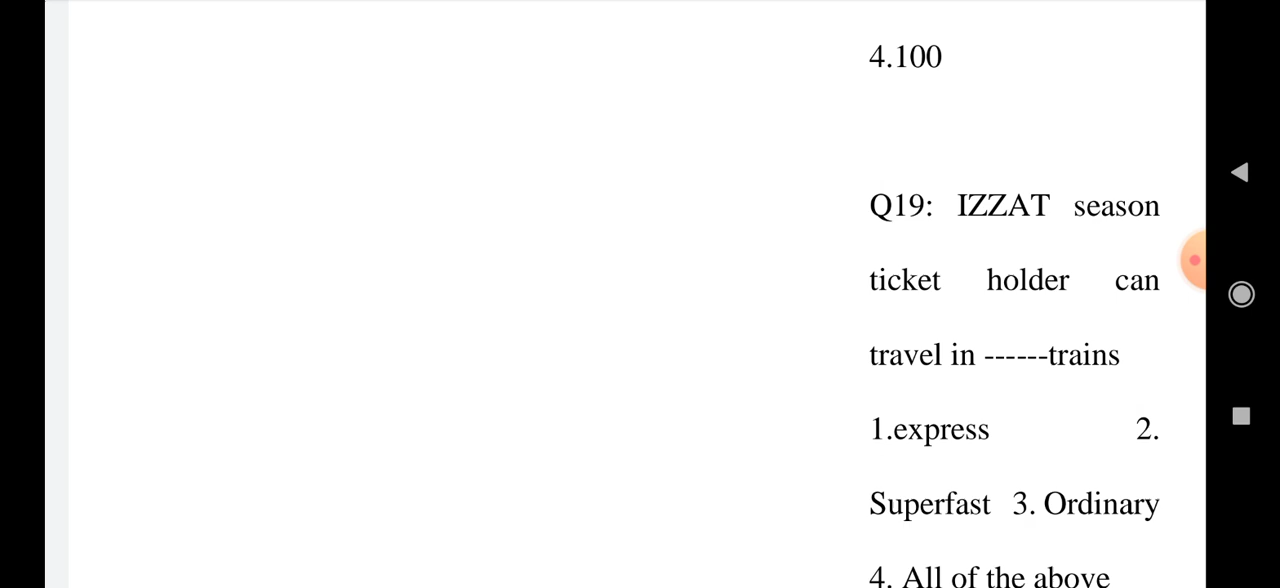 4.100
Q19: IZZAT season
ticket holder can
travel in ------trains
1.express 2.
Superfast 3. Ordinary
4. All of the above